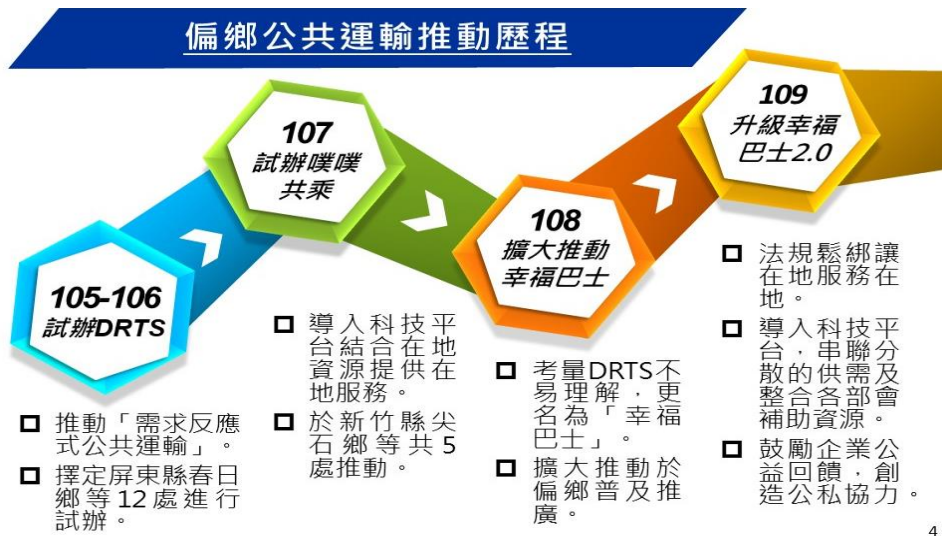 偏鄉公共運輸推動歷程
105-106
試辦DRTS
推動「需求反應
式公共運輸」。
擇定屏東縣春日
鄉等12處進行
試辦。
107
試辦噗噗
共乘
導入科技平
台結合在地
資源提供在
地服務。
於新竹縣尖
石鄉等共5
處推動。
108
擴大推動
幸福巴士
考量DRTS不
易理解，更
名為「幸福
巴士」。
擴大推動於
偏鄉普及推
廣。
109
升級幸福
巴士2.0
法規鬆綁讓
在地服務在
地。
導入科技平
台，串聯分
散的供需及
整合各部會
補助資源。
鼓勵企業公
益回饋，創
造公私協力。
4